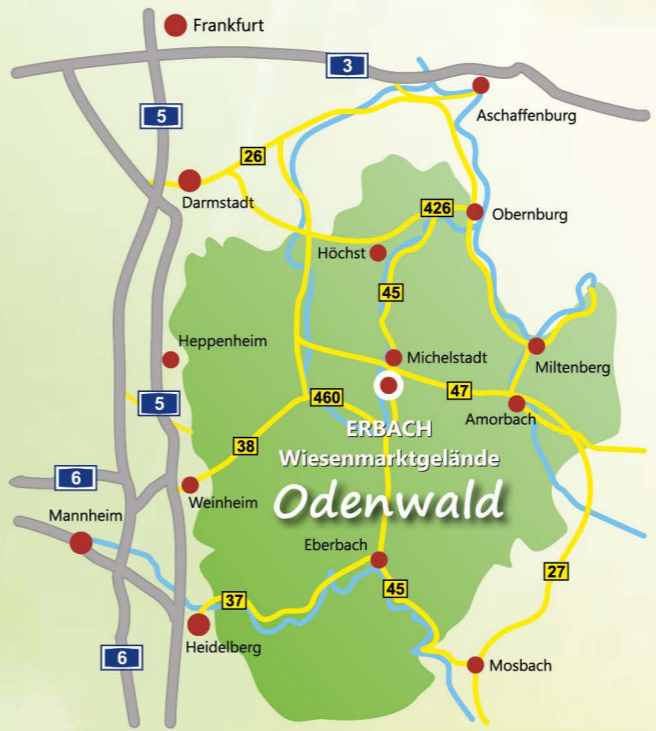 Frankfurt
3
Aschaffenburg
5
26
Darmstadt
426
Obernburg
Höchst
45
Heppenheim
Michelstadt
Miltenberg
47
460
5
Amorbach
ERBACH
38
Wiesenmarktgelände
6
Weinheim
Odenwald
Mannheim
Eberbach
27
45
37
Heidelberg
6
Mosbach